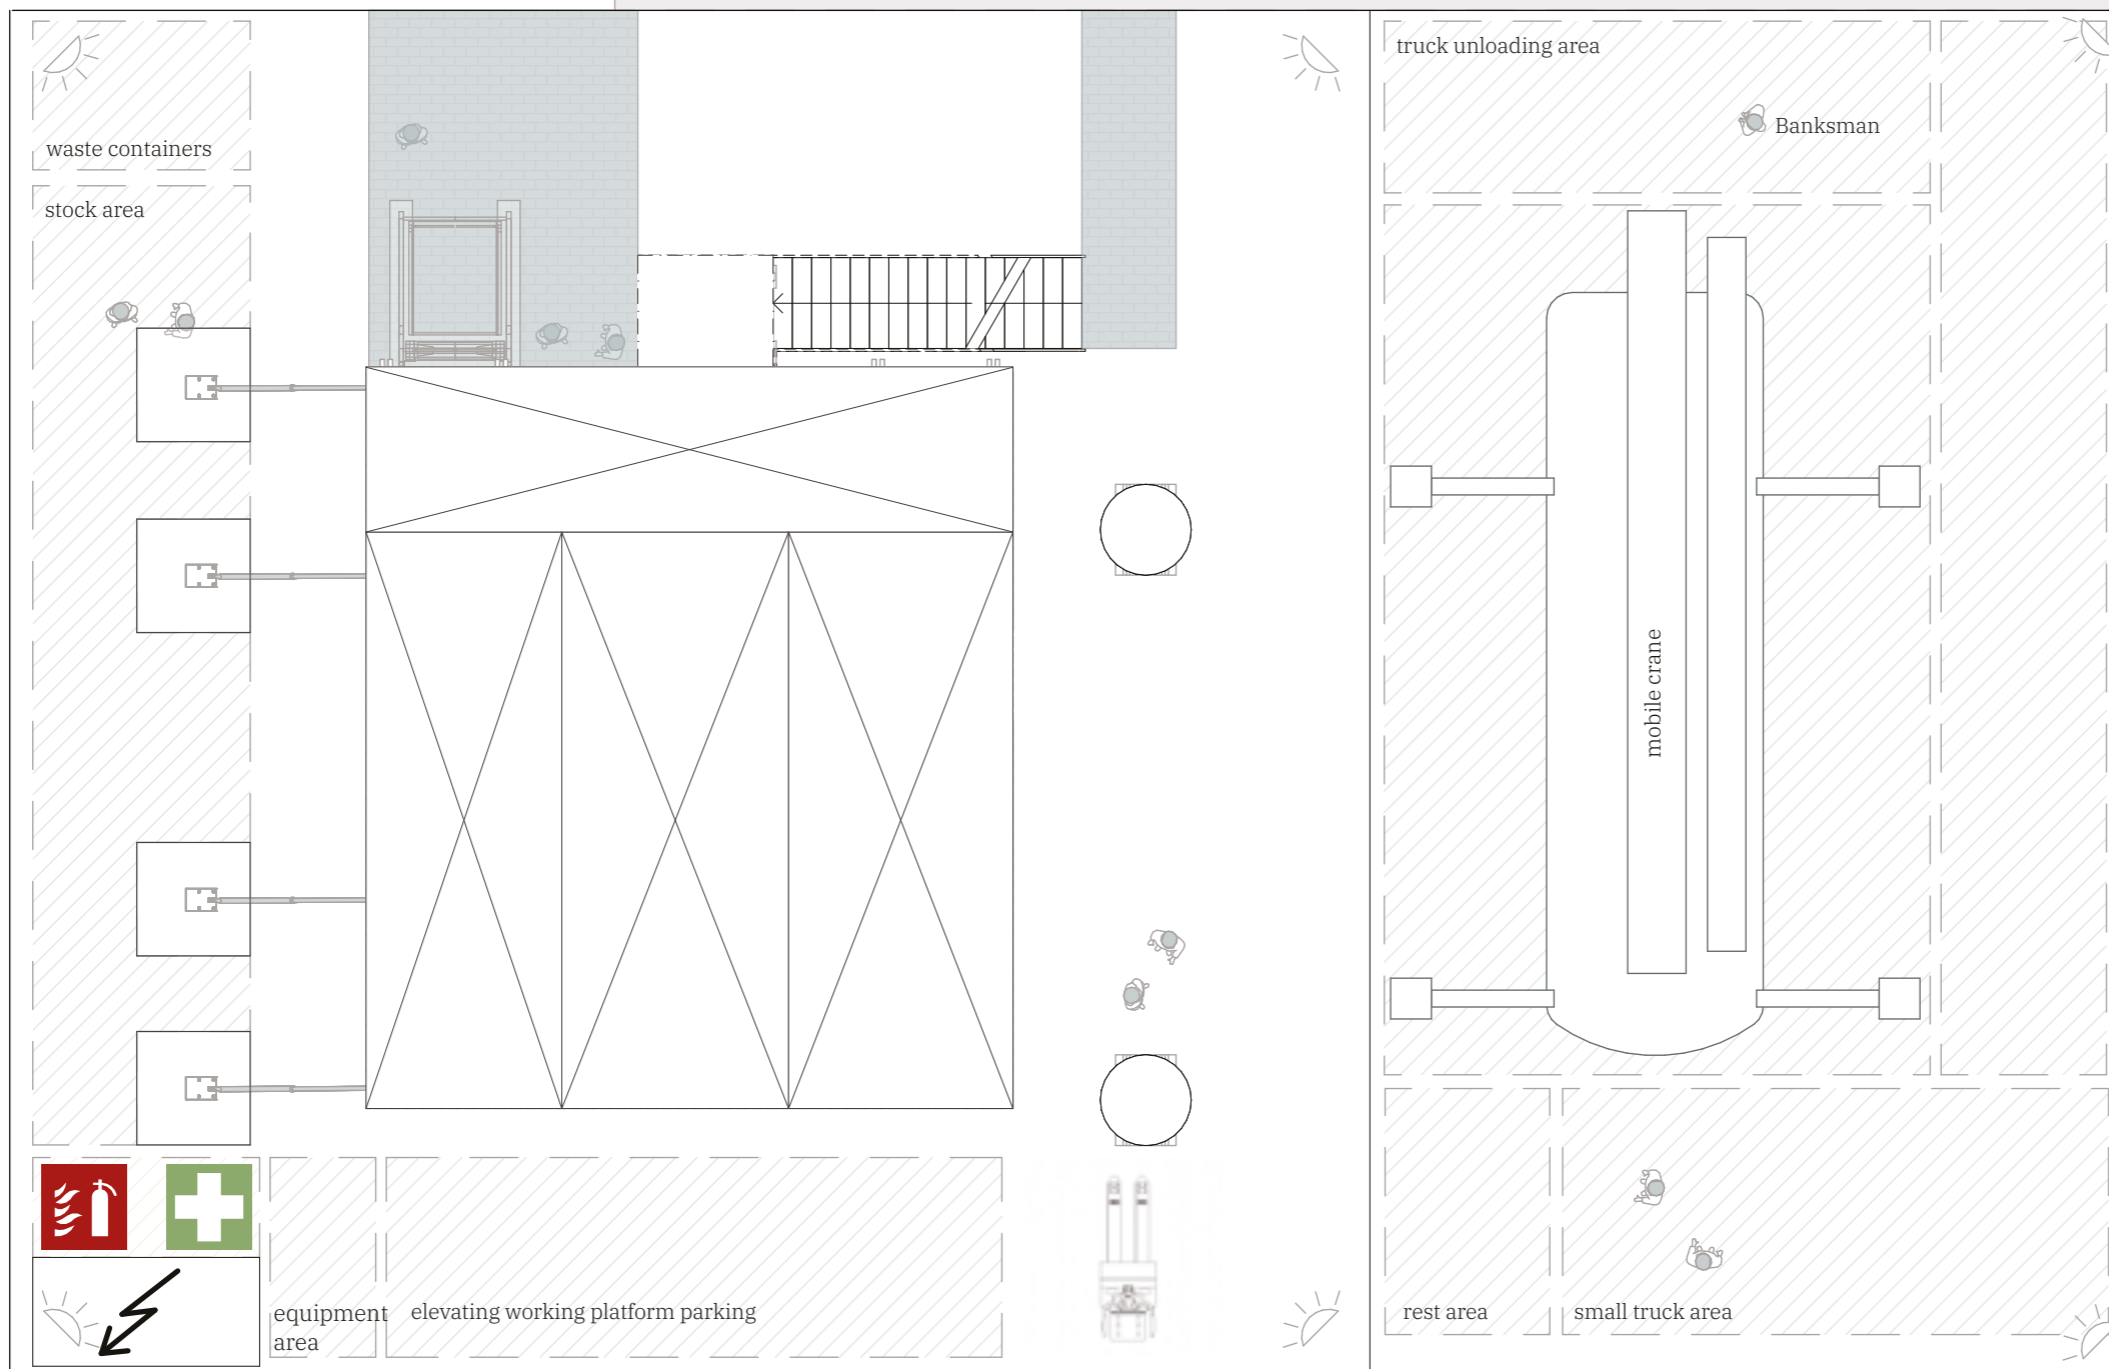 truck unloading area
Banksman
waste containers
stock area
mobile crane
equipment
area
elevating working platform parking
rest area
small truck area